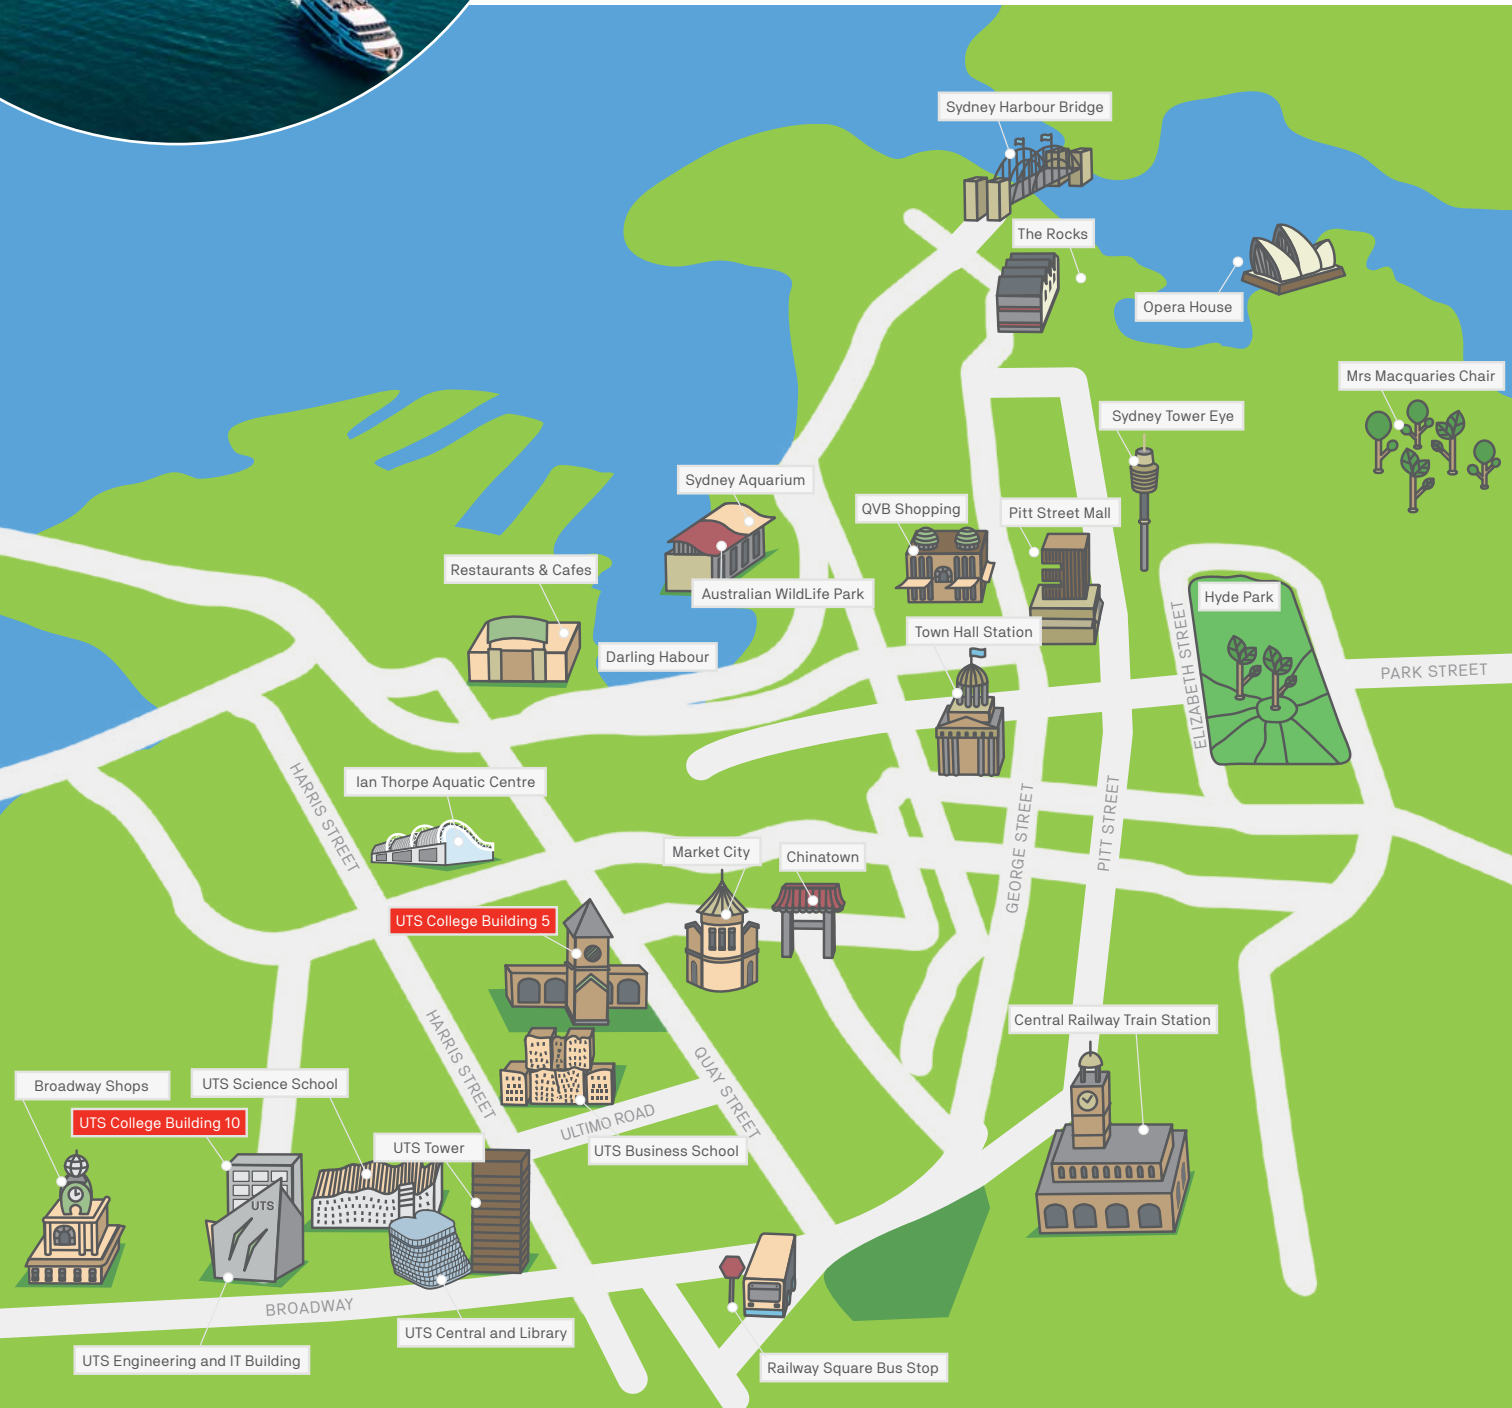 Sydney Harbour Bridge
The Rocks
Opera House
Mrs Macquaries Chair
Sydney Tower Eye
Sydney Aquarium
QVB Shopping
Pitt Street Mall
Restaurants & Cafes
Australian WildLife Park
Hyde Park
ELIZABETH STREET
Town Hall Station
Darling Habour
PARK STREET
Ian Thorpe Aquatic Centre
HARRIS STREET
GEORGE STREET
PITT STREET
Market City
Chinatown
UTS College Building 5
Central Railway Train Station
HARRIS STREET
QUAY STREET
Broadway Shops
UTS Science School
UTS College Building 10
ULTIMO ROAD
UTS Tower
UTS Business School
UTS
BROADWAY
UTS Central and Library
UTS Engineering and IT Building
Railway Square Bus Stop